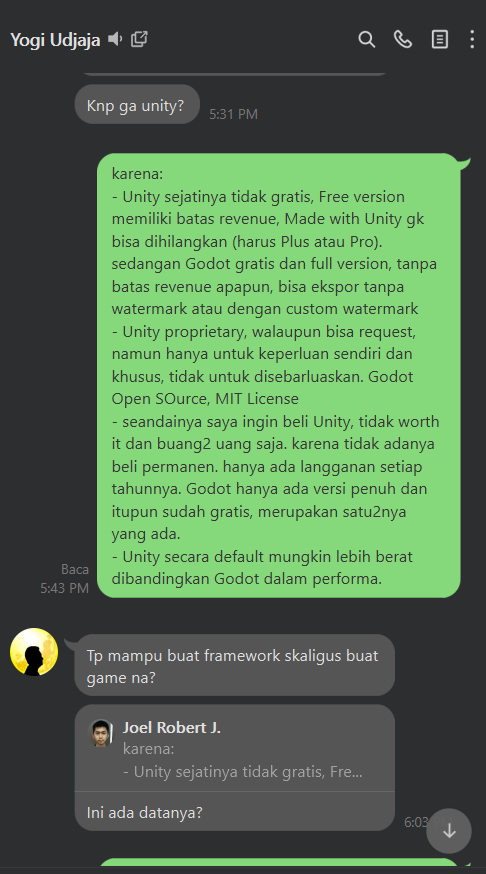 Yogi Udjaja
Knp ga unity?
5:31 PM
karena:
- Unity sejatinya tidak gratis, Free version
memiliki batas revenue, Made with Unity gk
bisa dihilangkan (harus Plus atau Pro).
sedangan Godot gratis dan full version, tanpa
batas revenue apapun, bisa ekspor tanpa
watermark atau dengan custom watermark
- Unity proprietary, walaupun bisa request,
namun hanya untuk keperluan sendiri dan
khusus, tidak untuk disebarluaskan. Godot
Open SOurce, MIT License
- seandainya saya ingin beli Unity, tidak worth
it dan buang2 uang saja. karena tidak adanya
beli permanen. hanya ada langganan setiap
tahunnya. Godot hanya ada versi penuh dan
itupun sudah gratis, merupakan satu2nya
yang ada.
- Unity secara default mungkin lebih berat
dibandingkan Godot dalam performa.
Baca
5:43 PM
Tp mampu buat framework skaligus buat
game na?
Joel Robert J.
karena:
- Unity sejatinya tidak gratis, Fre...
Ini ada datanya?
6:03